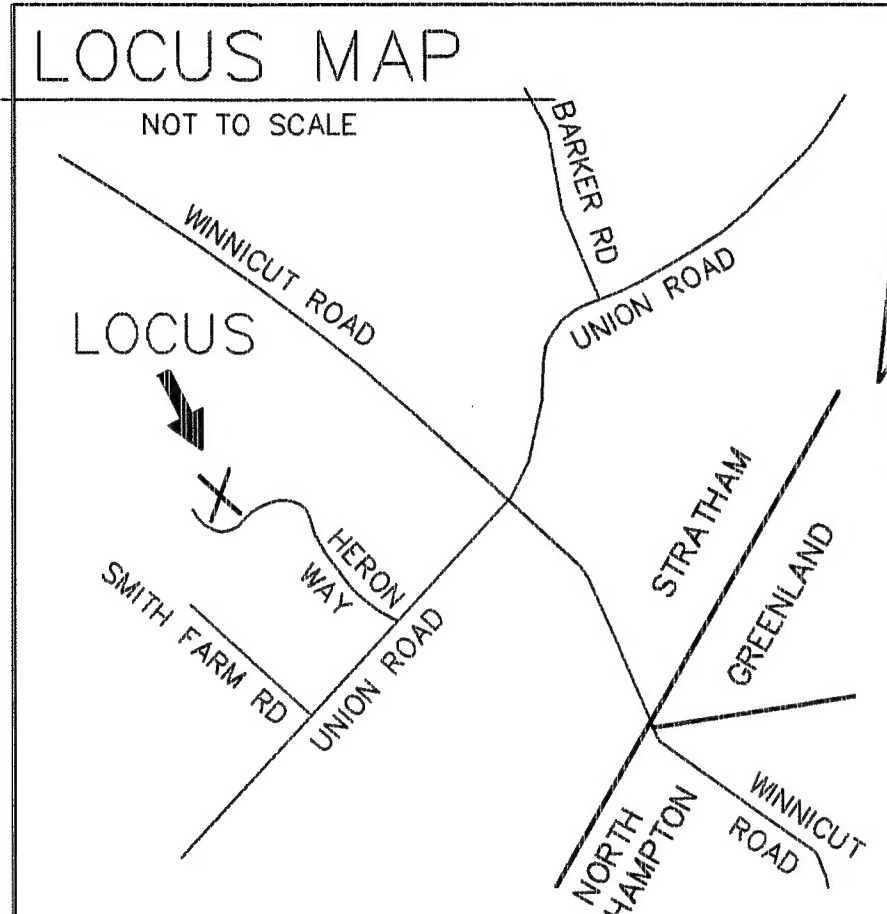 LOCUS MAP
NOT TO SCALE
BARKER RD
WINNICUT ROAD
UNION ROAD
LOCUS
STRATHAM
GREENLAND
HERON
WAY
SMITH FARM RD
UNION ROAD
WINNICUT
ROAD
NORTH
HAMPTON